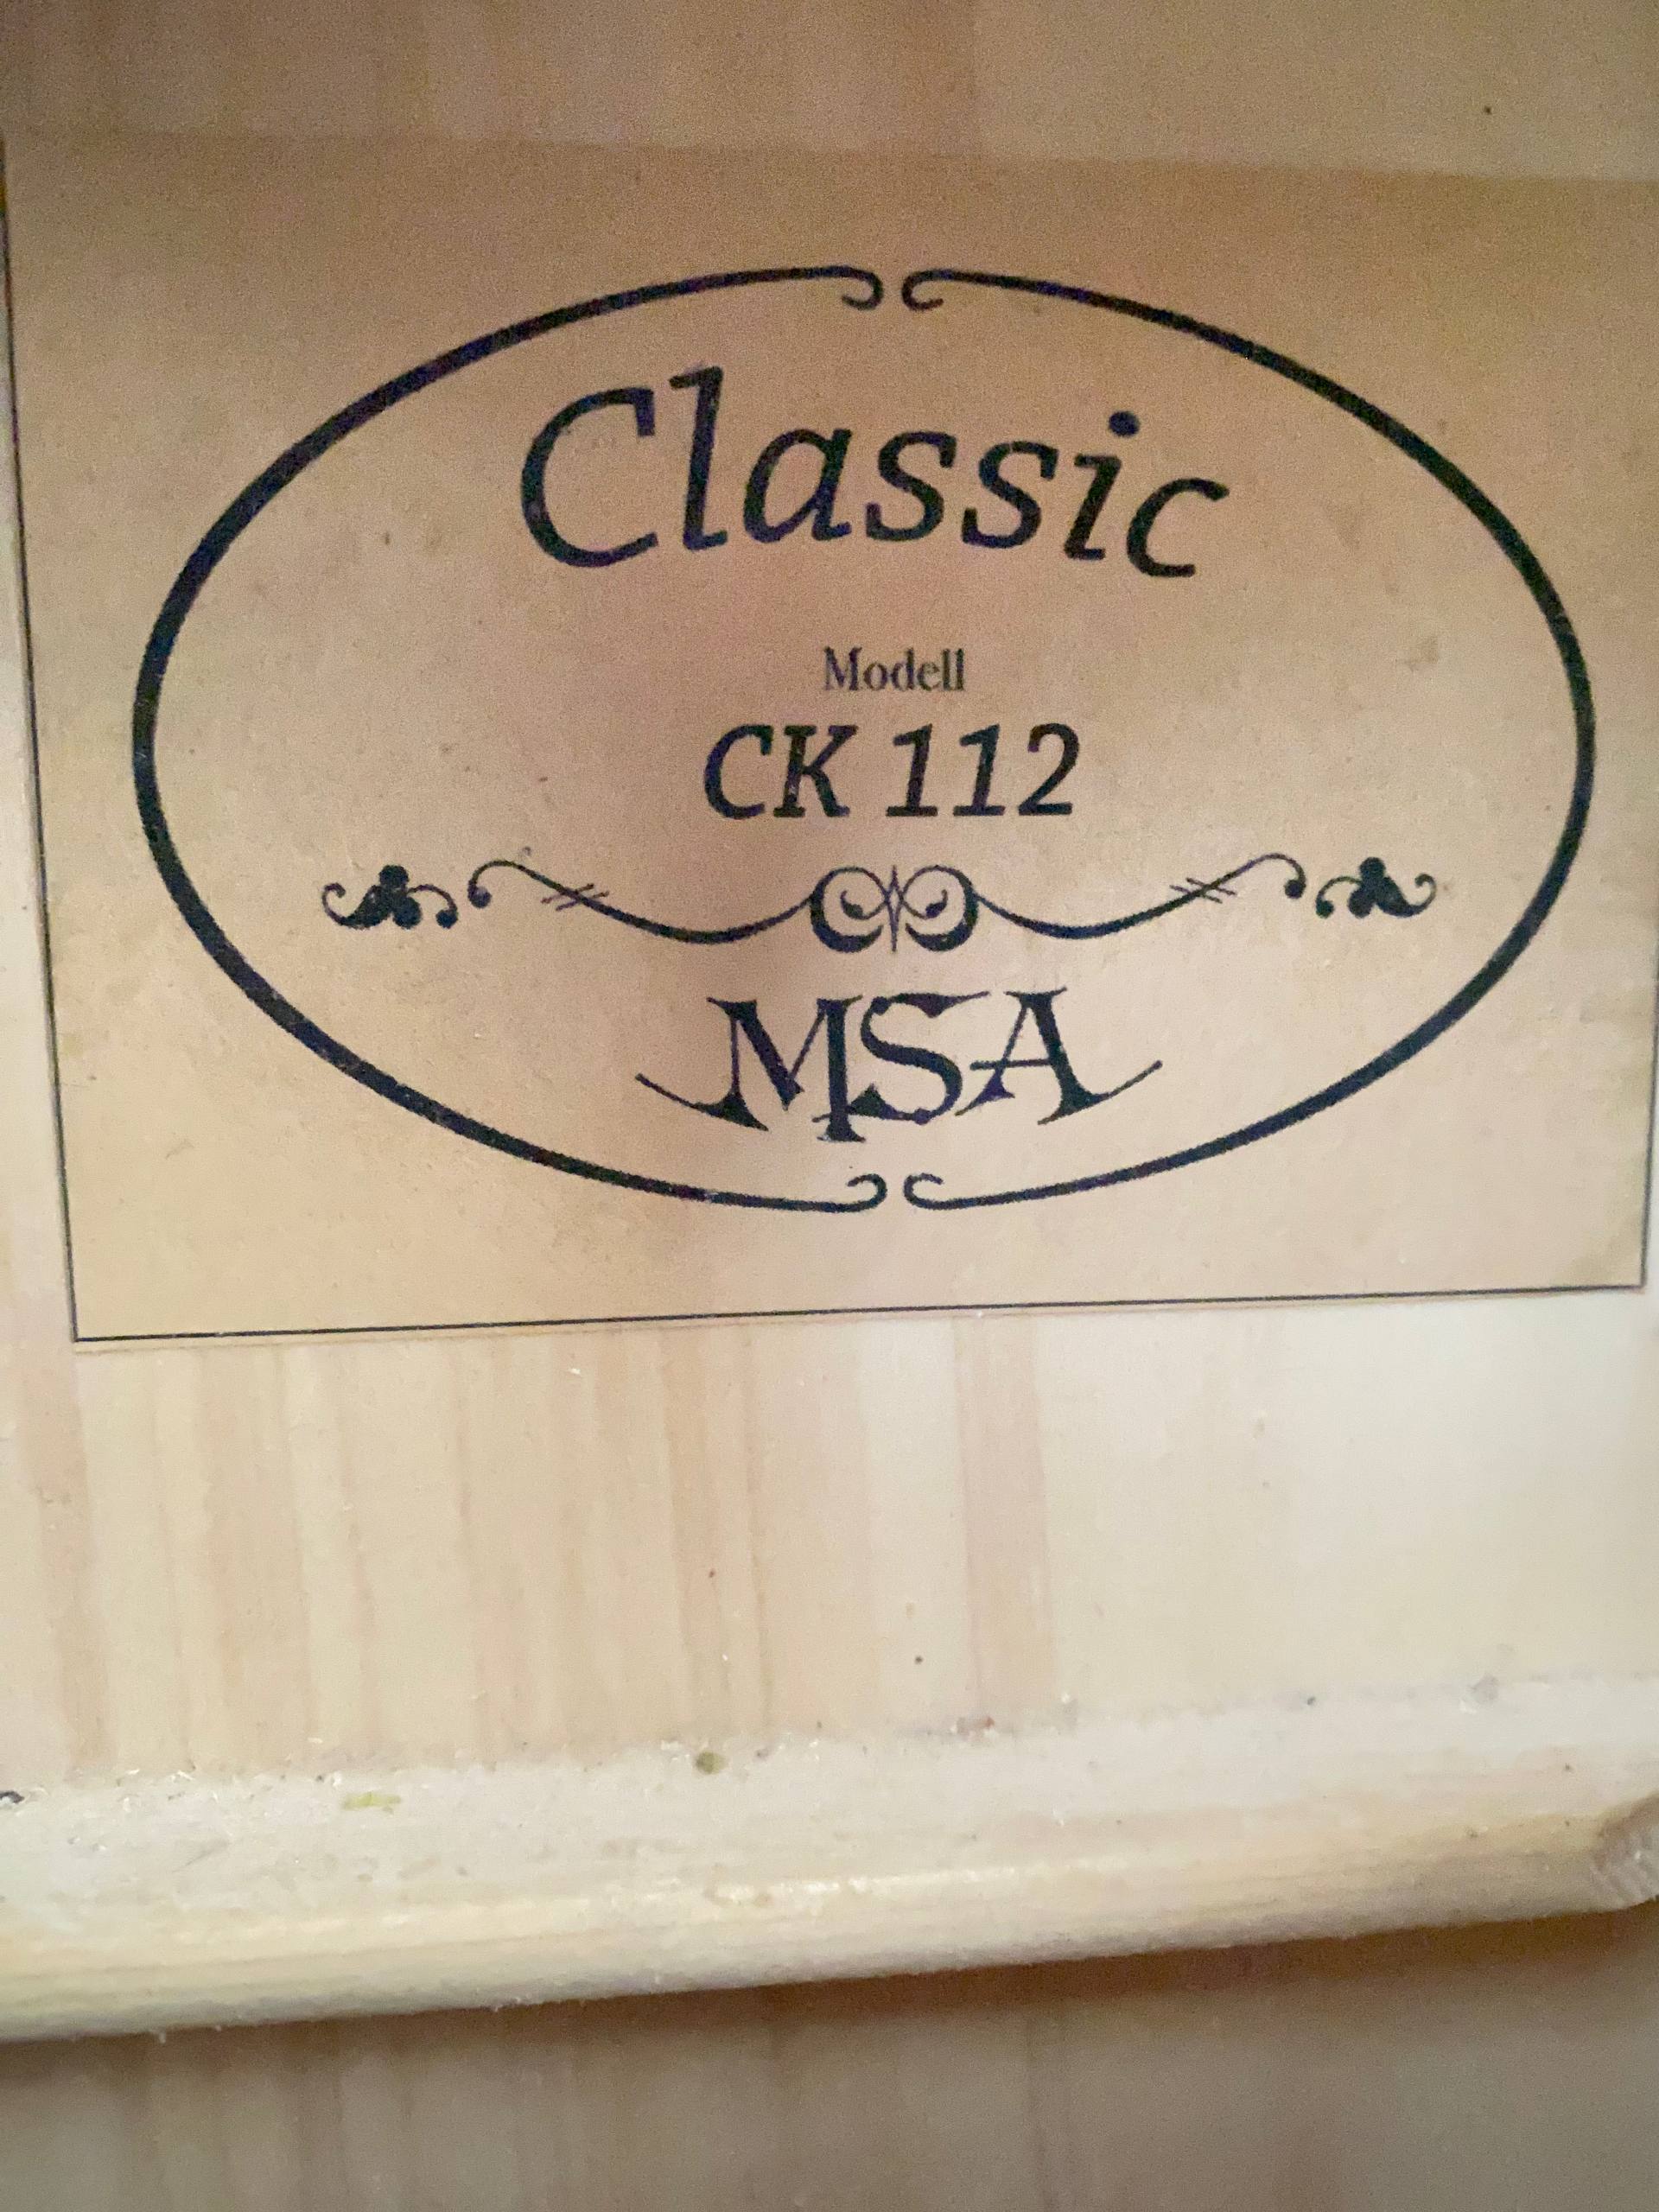 Classic
Modell
CK 112
MSA